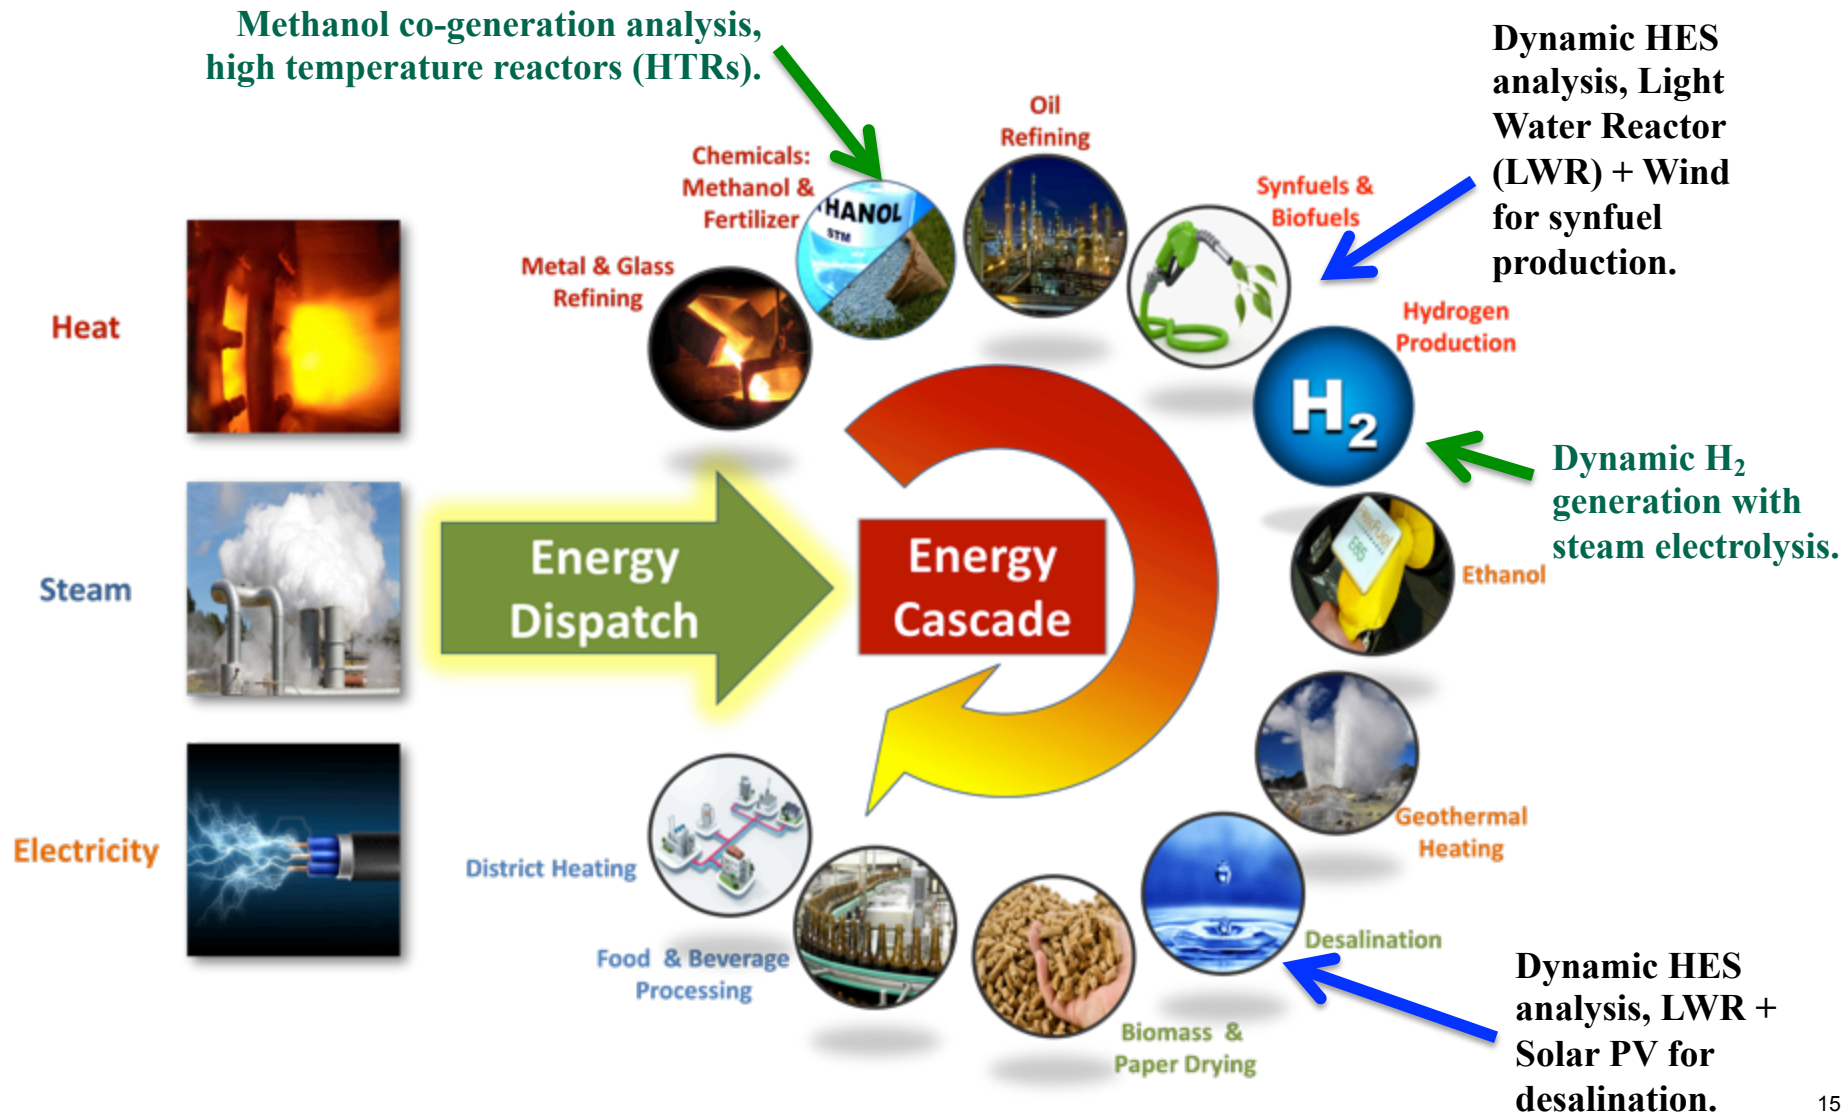 Methanol co-generation analysis,
high temperature reactors (HTRs).
Dynamic HES
analysis, Light
Water Reactor
(LWR) + Wind
for synfuel
production.
Oil
Refining
Chemicals:
Methanol &
Fertilizer
THANOL
STM
Synfuels &
Biofuels
Metal & Glass
Refining
Heat
Hydrogen
Production
H₂
Dynamic H₂
generation with
steam electrolysis.
Steam
Energy
Dispatch
Energy
Cascade
E85
Ethanol
Geothermal
Heating
Electricity
District Heating
Desalination
Food & Beverage
Processing
Biomass &
Paper Drying
Dynamic HES
analysis, LWR +
Solar PV for
desalination.
15